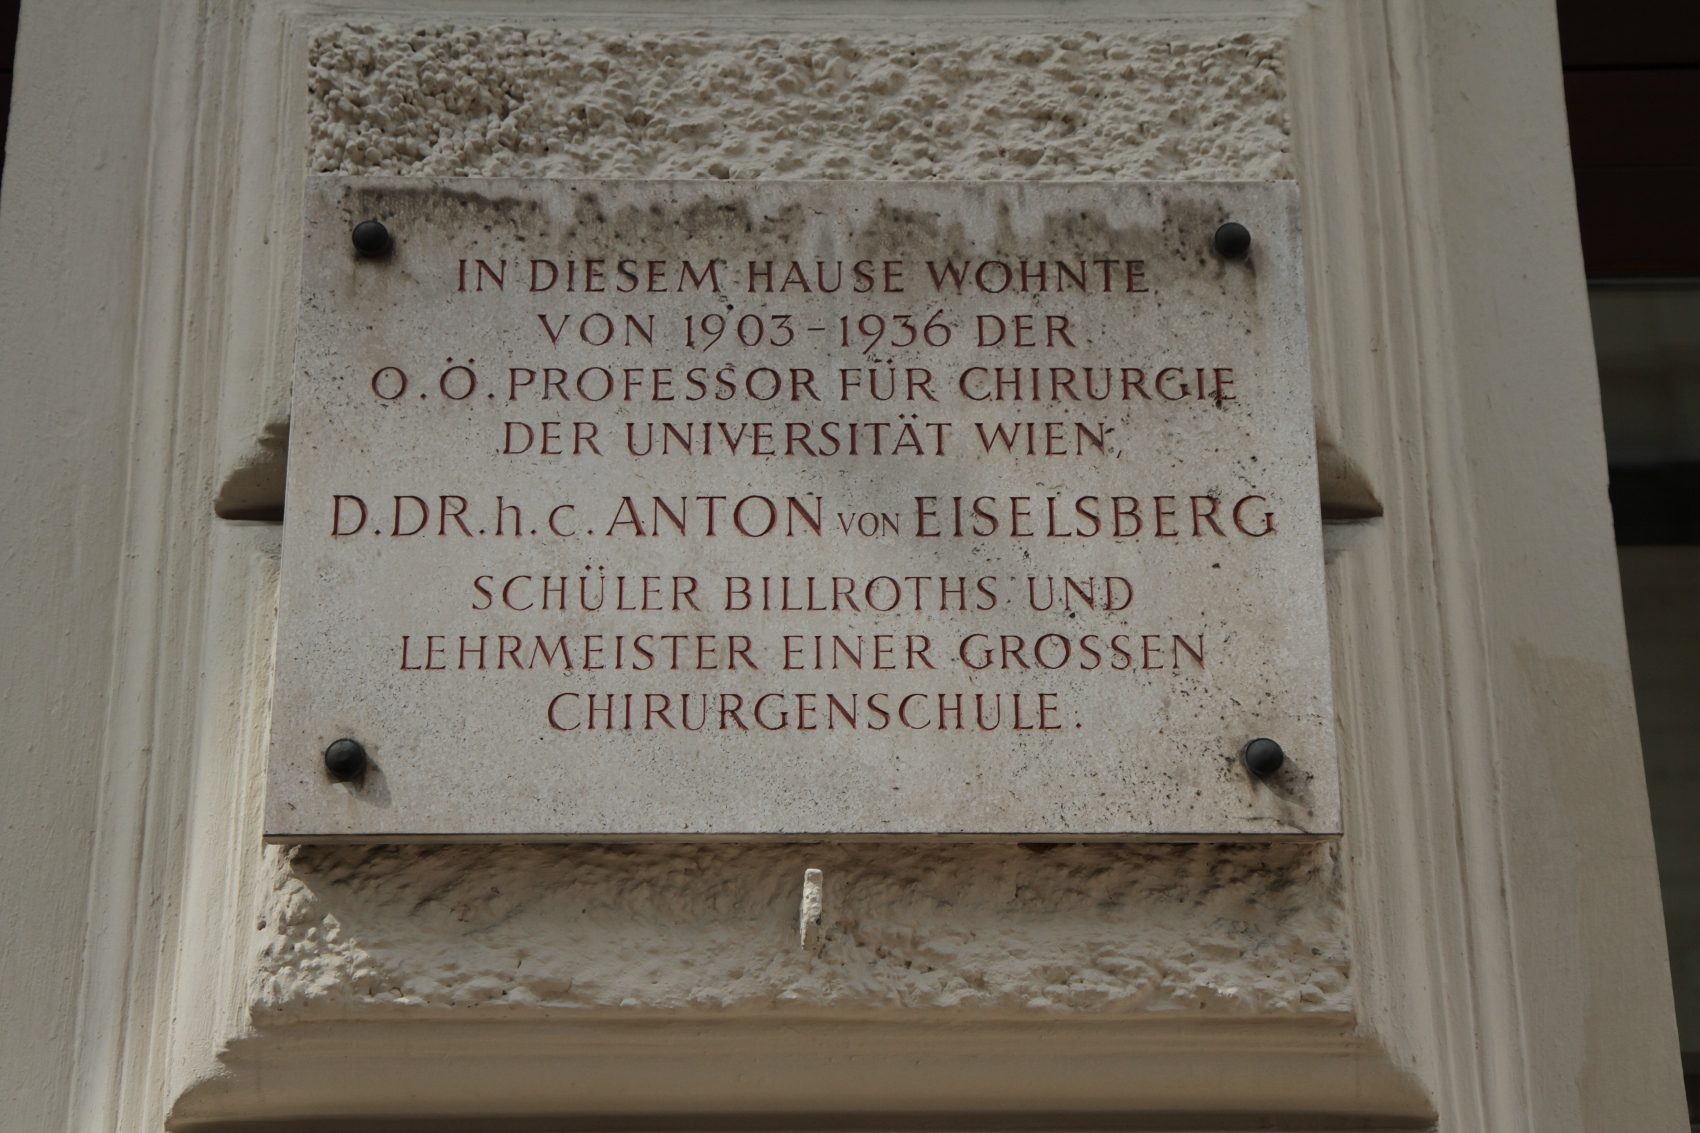 IN DIESEM HAUSE WOHNTE
VON 1903-1936 DER
O.Ö. PROFESSOR FÜR CHIRURGIE
DER UNIVERSITÄT WIEN,
D.DR.h.c. ANTON VON EISELSBERG
SCHÜLER BILLROTHS UND
LEHRMEISTER EINER GROSSEN
CHIRURGENSCHULE.